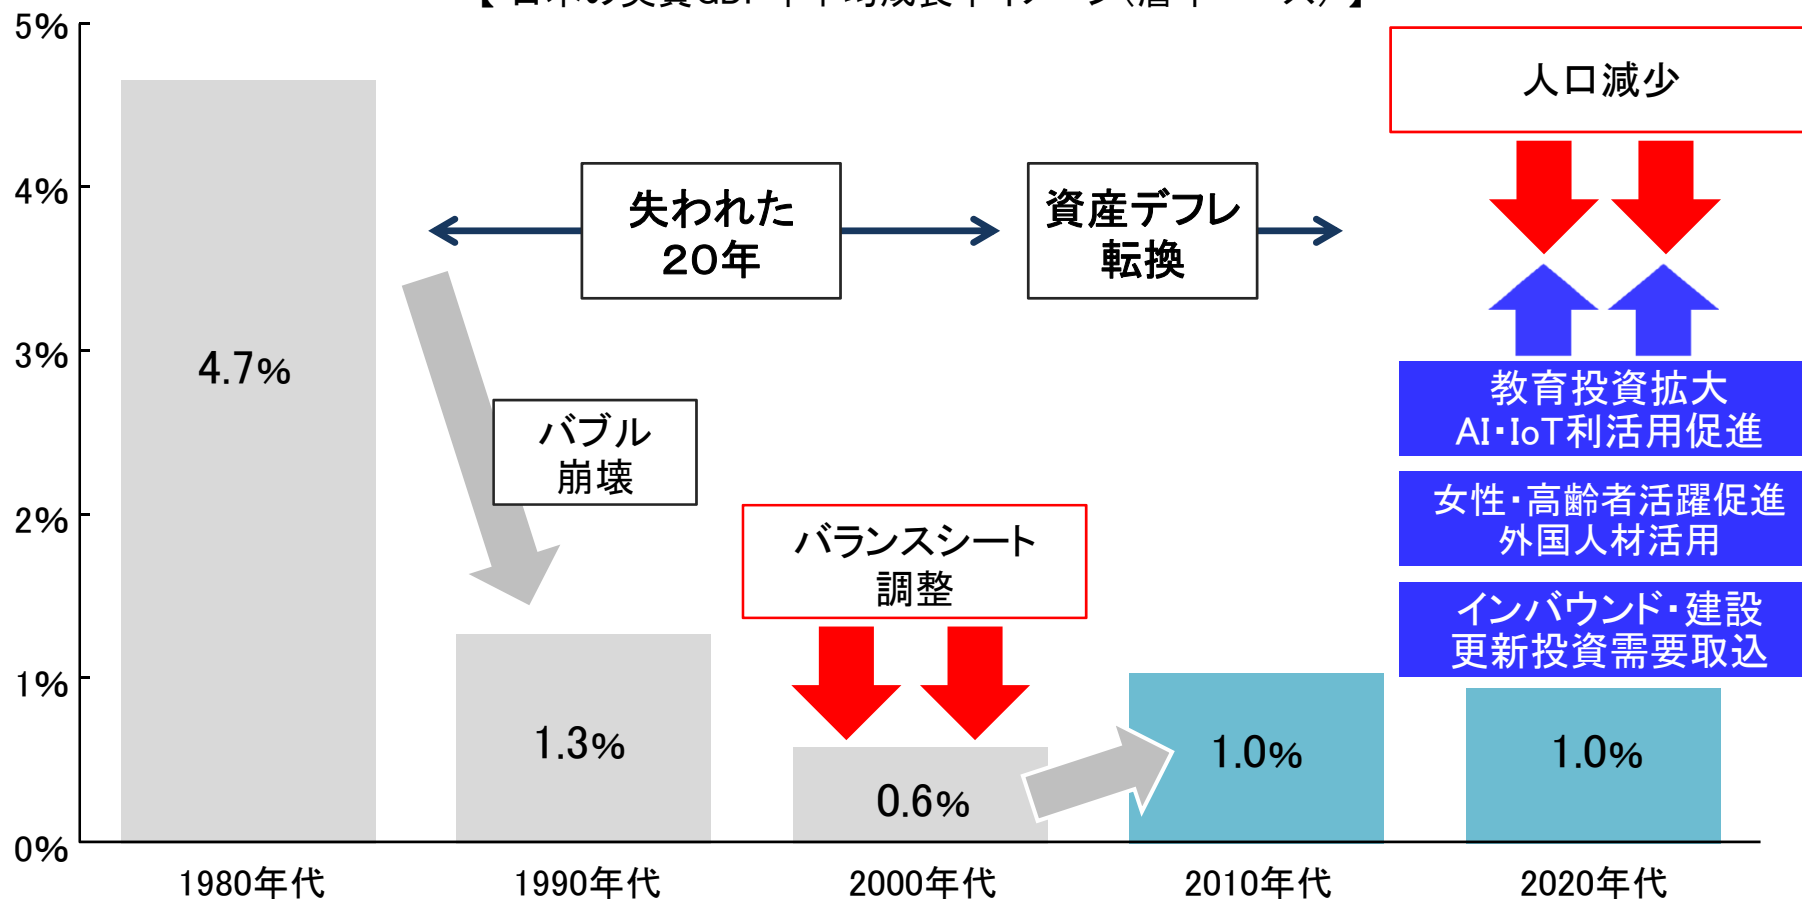 5%
4%
3%
2%
1%
0%
人口減少
失われた
20年
資産デフレ
転換
4.7%
バブル
崩壊
バランスシート
調整
教育投資拡大
AI・IoT利活用促進
女性・高齢者活躍促進
外国人材活用
インバウンド・建設
更新投資需要取込
1.3%
0.6%
1.0%
1.0%
1980年代
1990年代
2000年代
2010年代
2020年代